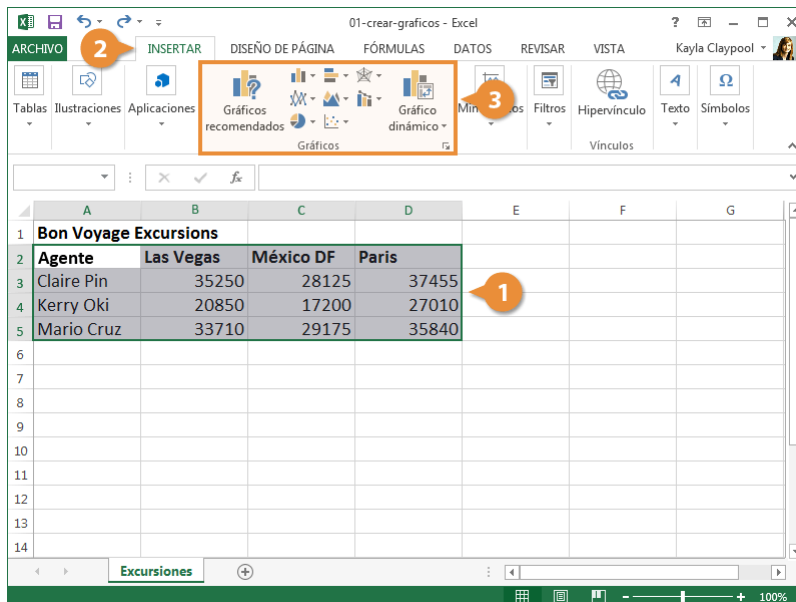 01-crear-graficos - Excel
?
ARCHIVO 2 INSERTAR DISEÑO DE PÁGINA FÓRMULAS DATOS REVISAR VISTA Kayla Claypool
Tablas Ilustraciones Aplicaciones Gráficos recomendados Gráfico dinámico 3 Filtros Hipervínculo Texto Símbolos
Gráficos Vínculos
fx
A B C D E F G
1 Bon Voyage Excursions
2 Agente Las Vegas México DF Paris
3 Claire Pin 35250 28125 37455
1
4 Kerry Oki 20850 17200 27010
5 Mario Cruz 33710 29175 35840
6
7
8
9
10
11
12
13
14
Excursiones
100%